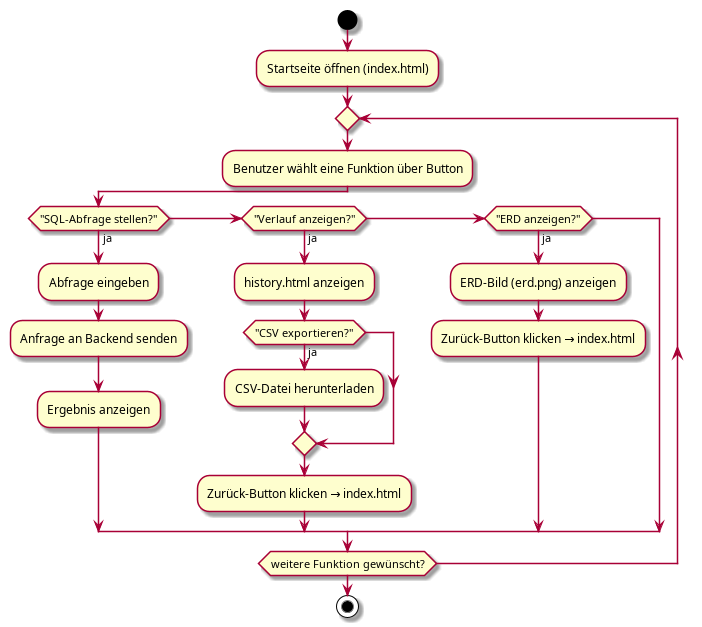 Startseite öffnen (index.html)
Benutzer wählt eine Funktion über Button
"SQL-Abfrage stellen?"
"Verlauf anzeigen?"
"ERD anzeigen?"
ja
ja
ja
Abfrage eingeben
history.html anzeigen
ERD-Bild (erd.png) anzeigen
Anfrage an Backend senden
"CSV exportieren?"
Zurück-Button klicken → index.html
ja
CSV-Datei herunterladen
Ergebnis anzeigen
Zurück-Button klicken → index.html
weitere Funktion gewünscht?